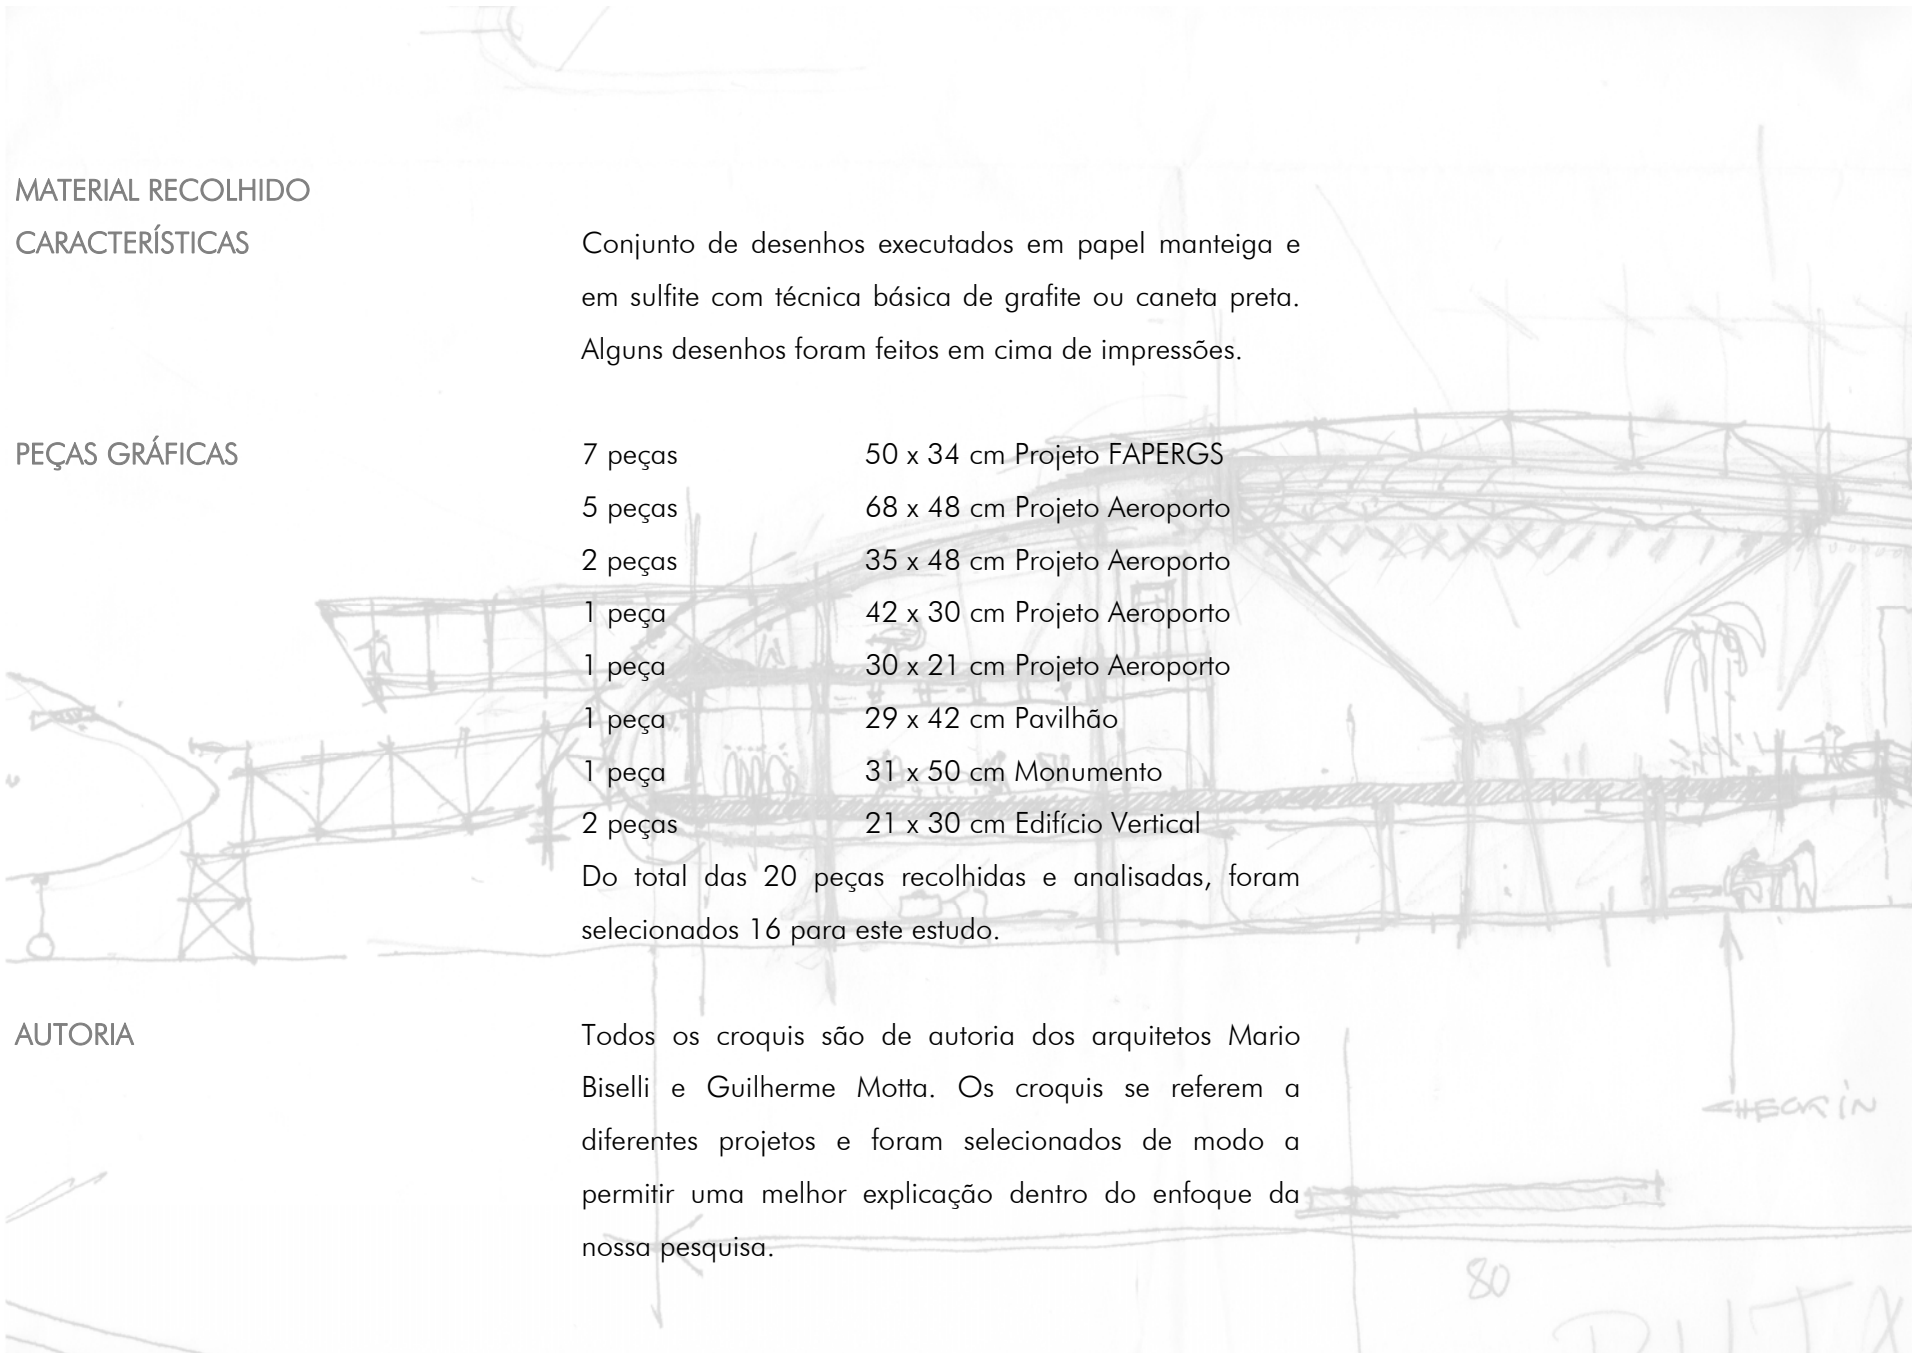 MATERIAL RECOLHIDO
CARACTERÍSTICAS
Conjunto de desenhos executados em papel manteiga e
em sulfite com técnica básica de grafite ou caneta preta.
Alguns desenhos foram feitos em cima de impressões.
PEÇAS GRÁFICAS
7 peças 50 x 34 cm Projeto FAPERGS
5 peças 68 x 48 cm Projeto Aeroporto
2 peças 35 x 48 cm Projeto Aeroporto
1 peça 42 x 30 cm Projeto Aeroporto
1 peça 30 x 21 cm Projeto Aeroporto
1 peça 29 x 42 cm Pavilhão
1 peça 31 x 50 cm Monumento
2 peças 21 x 30 cm Edifício Vertical
Do total das 20 peças recolhidas e analisadas, foram
selecionados 16 para este estudo.
AUTORIA
Todos os croquis são de autoria dos arquitetos Mario
Biselli e Guilherme Motta. Os croquis se referem a
diferentes projetos e foram selecionados de modo a
permitir uma melhor explicação dentro do enfoque da
nossa pesquisa.
CHECK IN
80